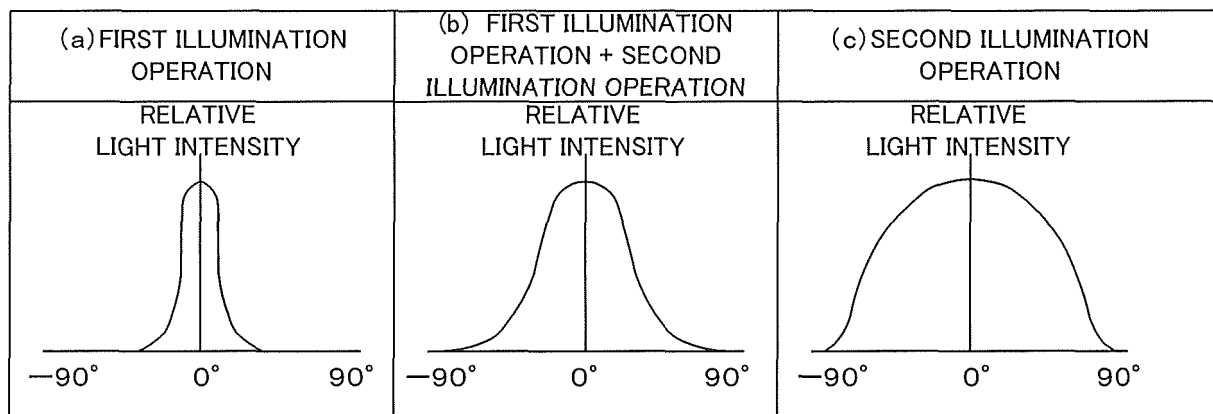 (a)FIRST ILLUMINATION
OPERATION
(b) FIRST ILLUMINATION
OPERATION + SECOND
ILLUMINATION OPERATION
(c)SECOND ILLUMINATION
OPERATION
RELATIVE
LIGHT INTENSITY
−90° 0° 90°
RELATIVE
LIGHT INTENSITY
−90° 0° 90°
RELATIVE
LIGHT INTENSITY
−90° 0° 90°